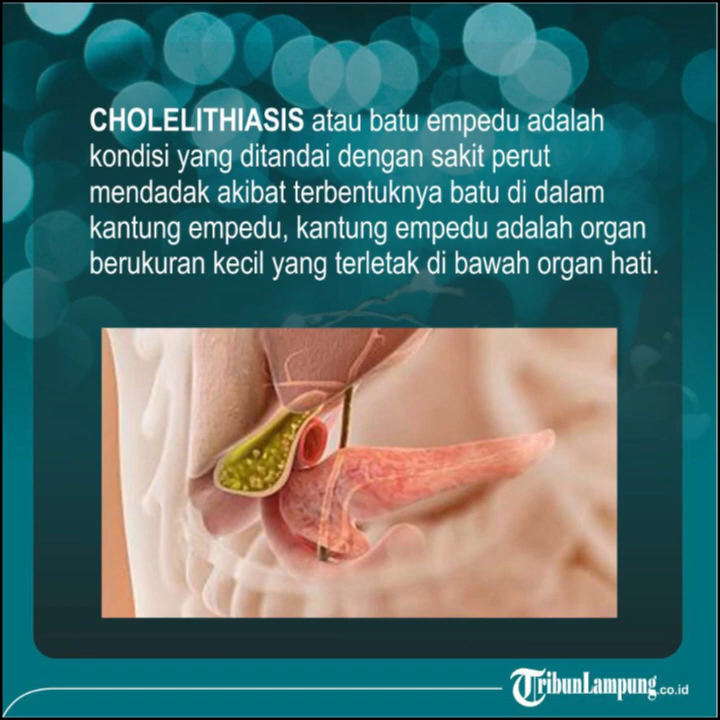 CHOLELITHIASIS atau batu empedu adalah
kondisi yang ditandai dengan sakit perut
mendadak akibat terbentuknya batu di dalam
kantung empedu, kantung empedu adalah organ
berukuran kecil yang terletak di bawah organ hati.
TribunLampung.co.id